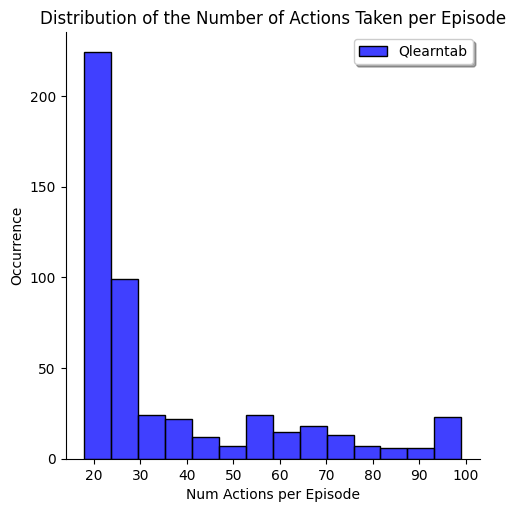 Distribution of the Number of Actions Taken per Episode
Qlearntab
200
150
100
50
0
Occurrence
20 30 40 50 60 70 80 90 100
Num Actions per Episode